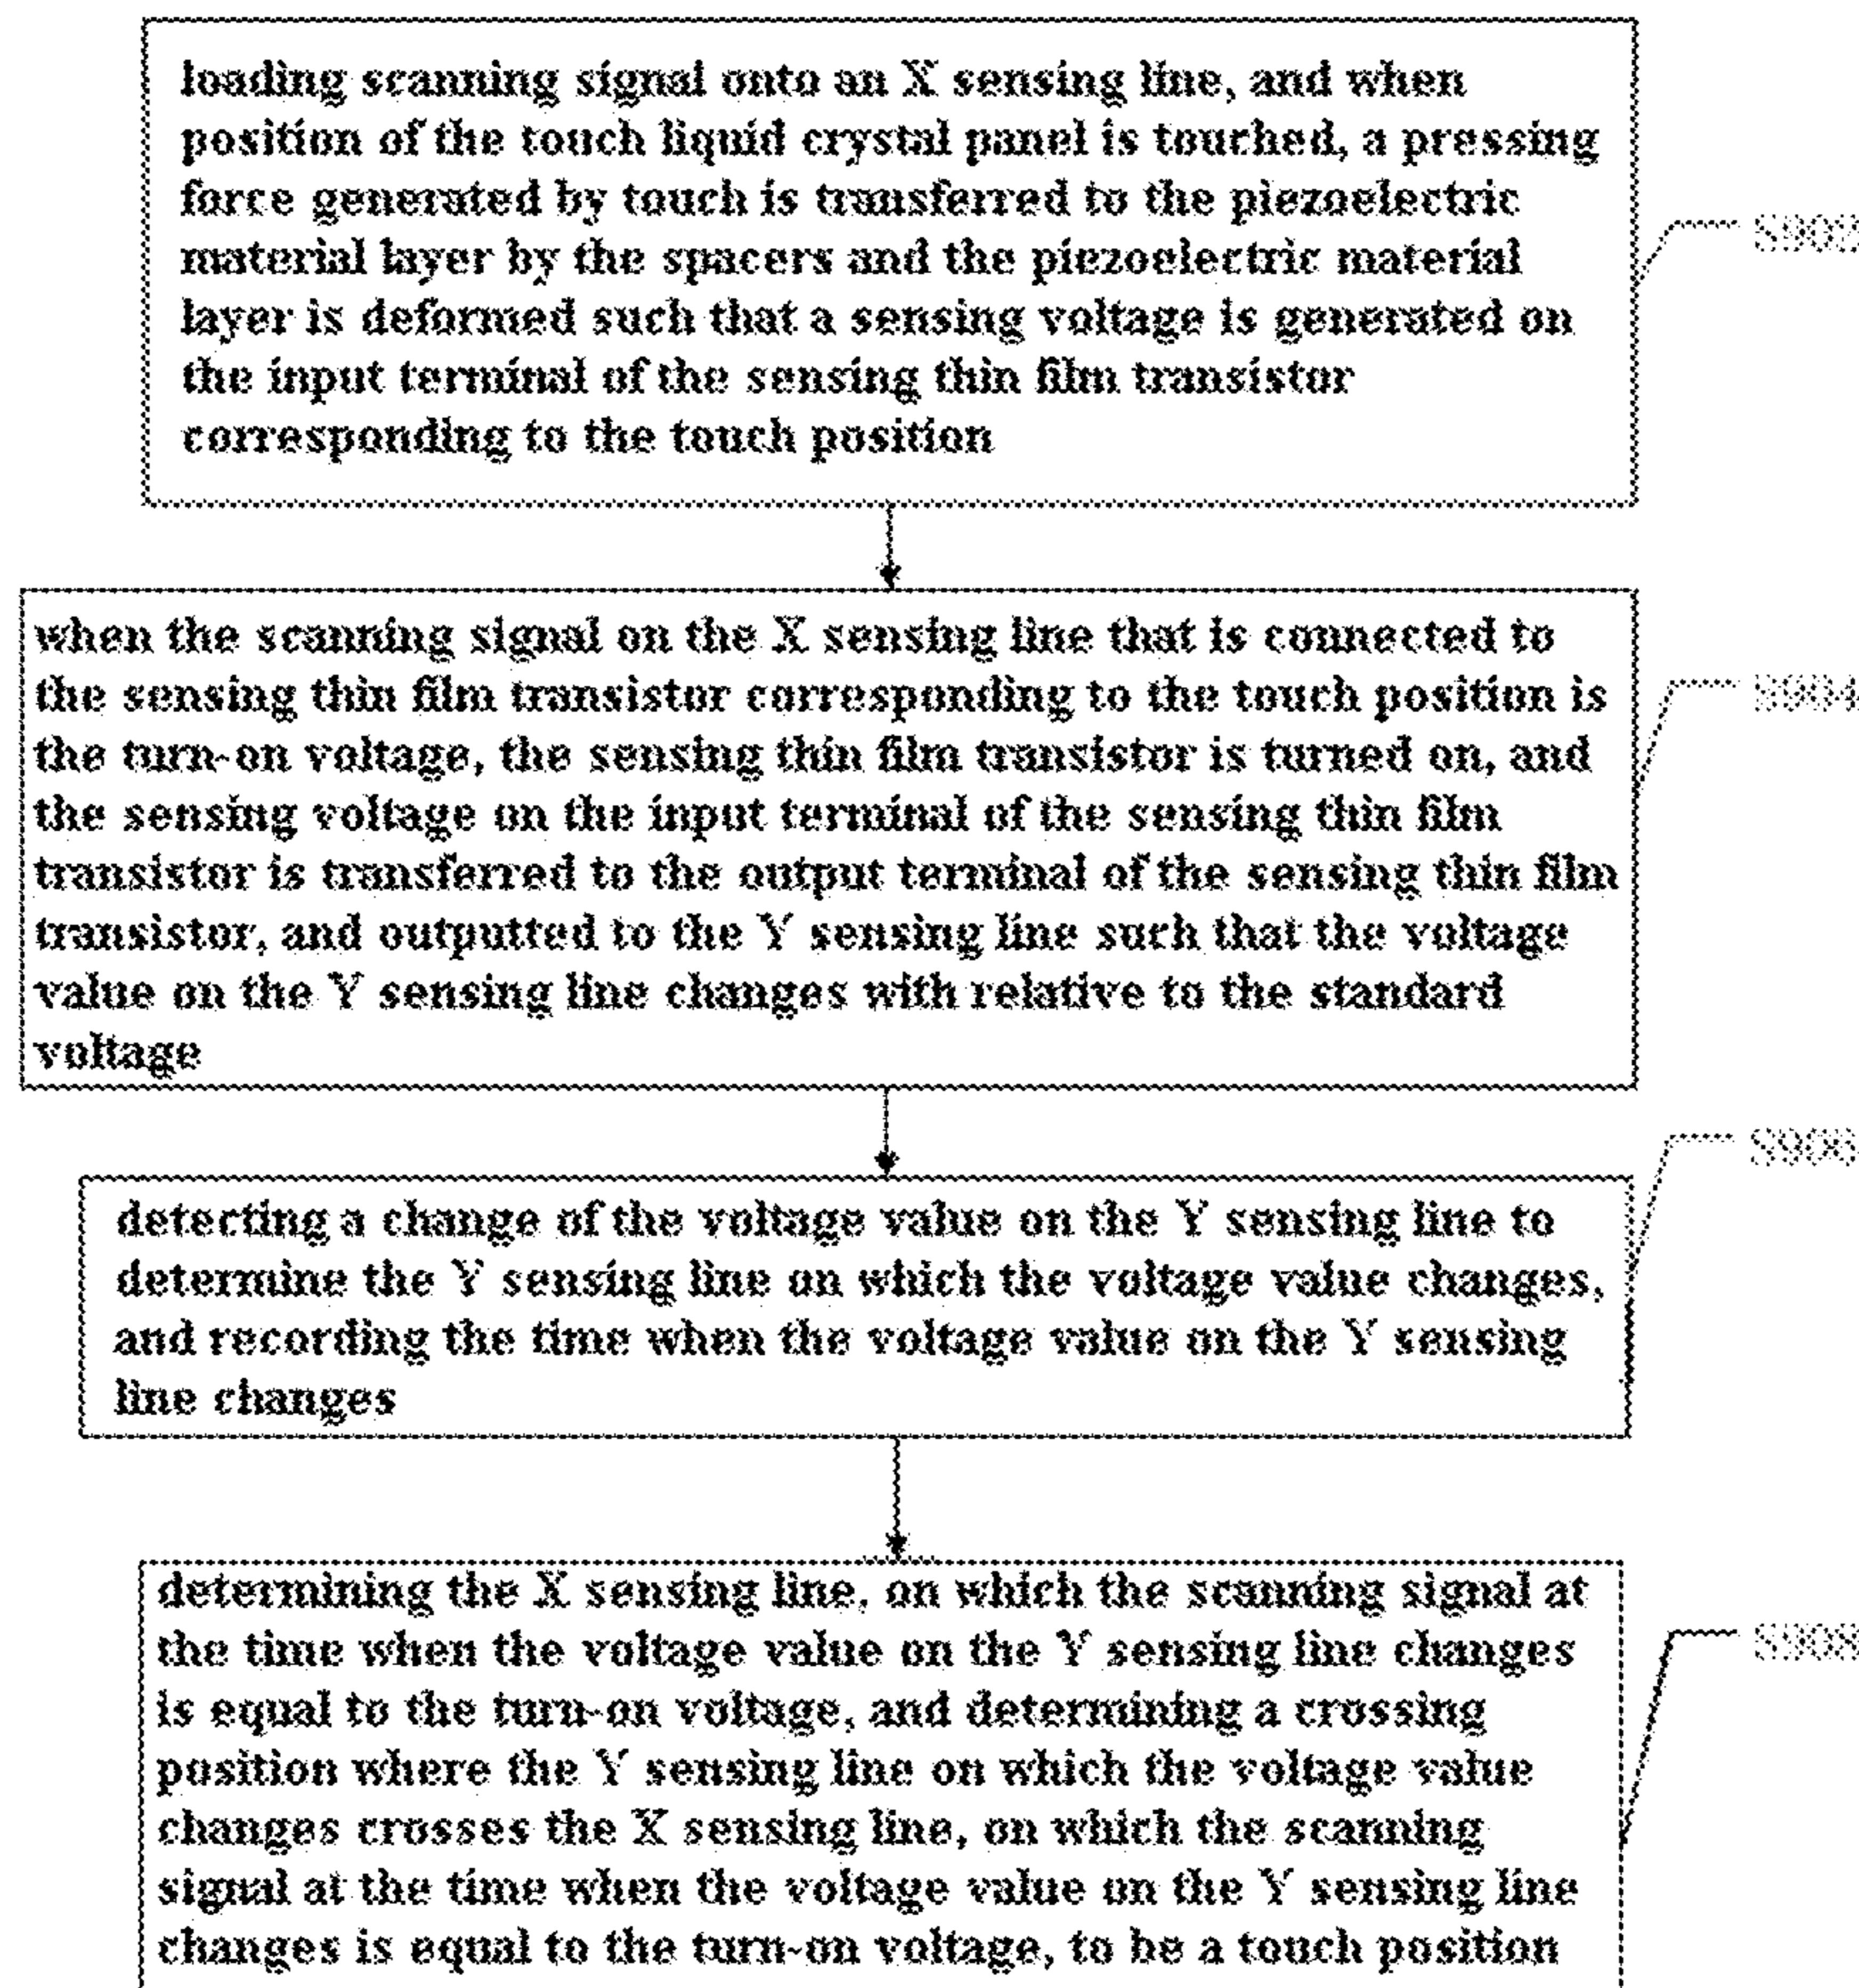 loading scanning signal onto an X sensing line, and when
position of the touch liquid crystal panel is touched, a pressing
force generated by touch is transferred to the piezoelectric
material layer by the spacers and the piezoelectric material
layer is deformed such that a sensing voltage is generated on
the input terminal of the sensing thin film transistor
corresponding to the touch position
S902
when the scanning signal on the X sensing line that is connected to
the sensing thin film transistor corresponding to the touch position is
the turn-on voltage, the sensing thin film transistor is turned on, and
the sensing voltage on the input terminal of the sensing thin film
transistor is transferred to the output terminal of the sensing thin film
transistor, and outputted to the Y sensing line such that the voltage
value on the Y sensing line changes with relative to the standard
voltage
S904
detecting a change of the voltage value on the Y sensing line to
determine the Y sensing line on which the voltage value changes,
and recording the time when the voltage value on the Y sensing
line changes
S906
determining the X sensing line, on which the scanning signal at
the time when the voltage value on the Y sensing line changes
is equal to the turn-on voltage, and determining a crossing
position where the Y sensing line on which the voltage value
changes crosses the X sensing line, on which the scanning
signal at the time when the voltage value on the Y sensing line
changes is equal to the turn-on voltage, to be a touch position
S908